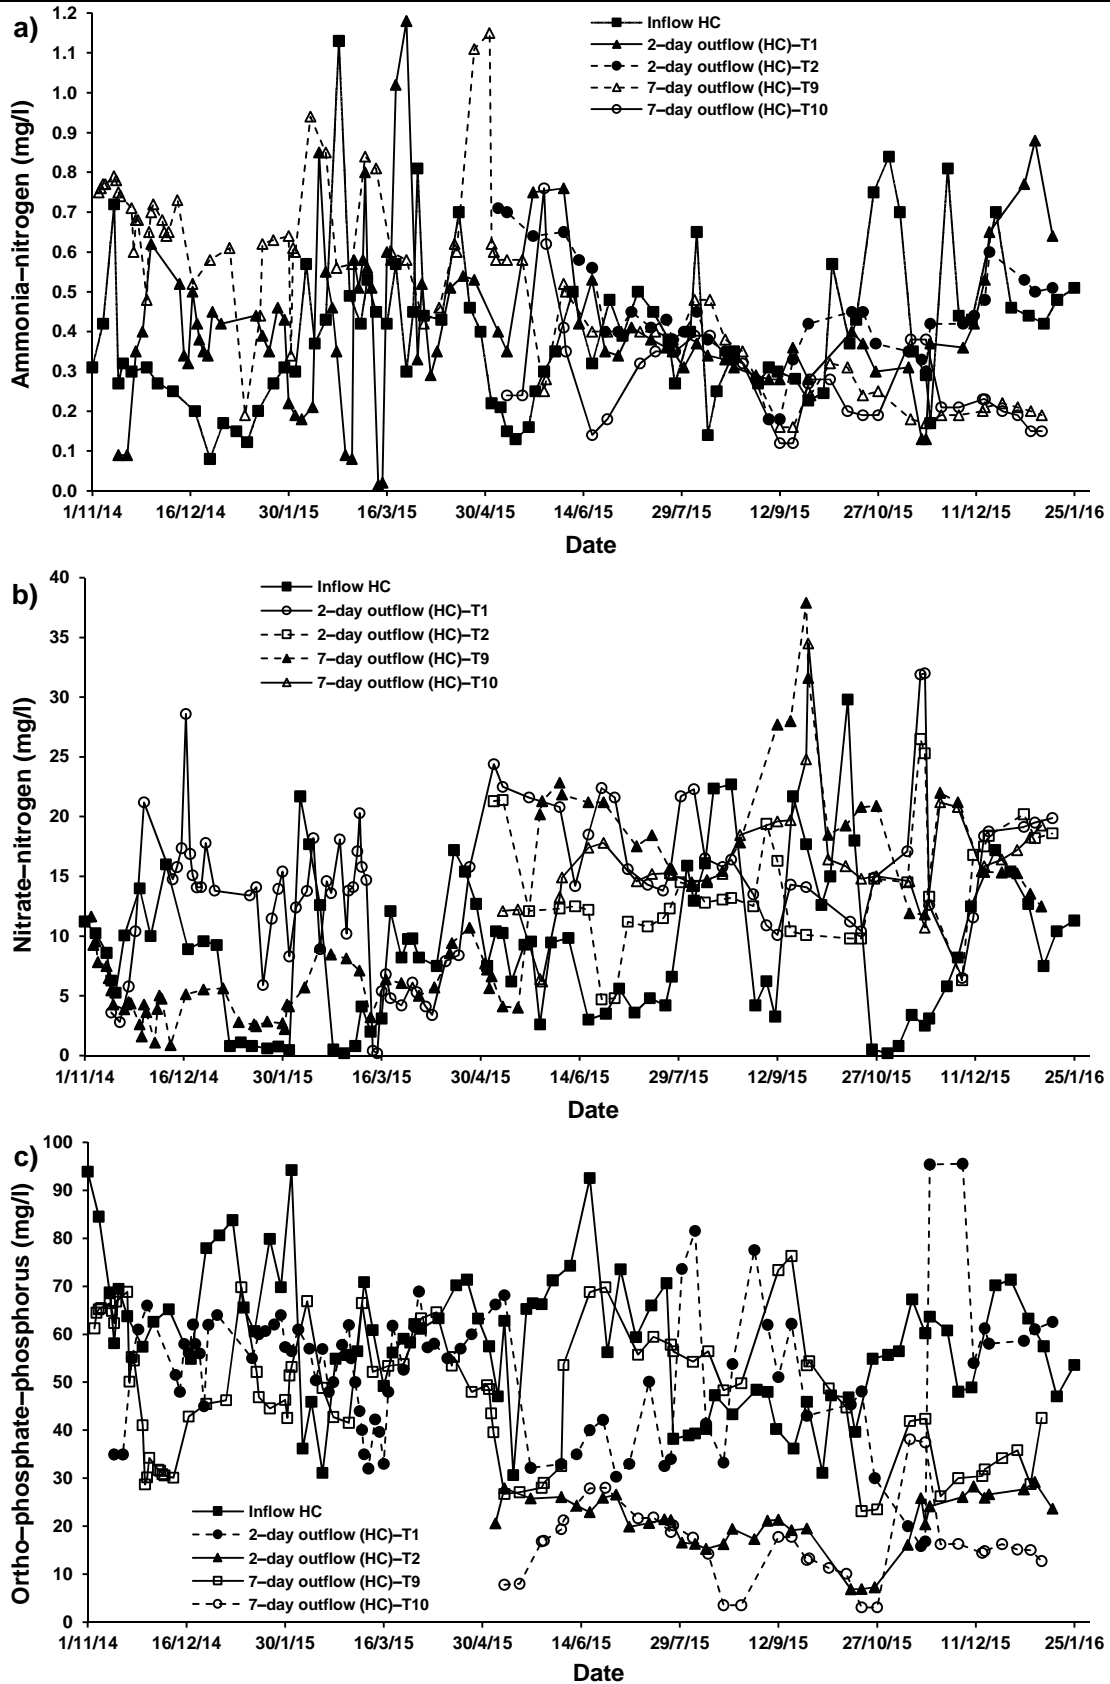 a)
Ammonia–nitrogen (mg/l)
1.2
1.1
1.0
0.9
0.8
0.7
0.6
0.5
0.4
0.3
0.2
0.1
0.0
Inflow HC
2–day outflow (HC)–T1
2–day outflow (HC)–T2
7–day outflow (HC)–T9
7–day outflow (HC)–T10
1/11/14 16/12/14 30/1/15 16/3/15 30/4/15 14/6/15 29/7/15 12/9/15 27/10/15 11/12/15 25/1/16
Date
b)
Nitrate–nitrogen (mg/l)
40
35
30
25
20
15
10
5
0
Inflow HC
2–day outflow (HC)–T1
2–day outflow (HC)–T2
7–day outflow (HC)–T9
7–day outflow (HC)–T10
1/11/14 16/12/14 30/1/15 16/3/15 30/4/15 14/6/15 29/7/15 12/9/15 27/10/15 11/12/15 25/1/16
Date
c)
Ortho–phosphate–phosphorus (mg/l)
100
90
80
70
60
50
40
30
20
10
0
Inflow HC
2–day outflow (HC)–T1
2–day outflow (HC)–T2
7–day outflow (HC)–T9
7–day outflow (HC)–T10
1/11/14 16/12/14 30/1/15 16/3/15 30/4/15 14/6/15 29/7/15 12/9/15 27/10/15 11/12/15 25/1/16
Date